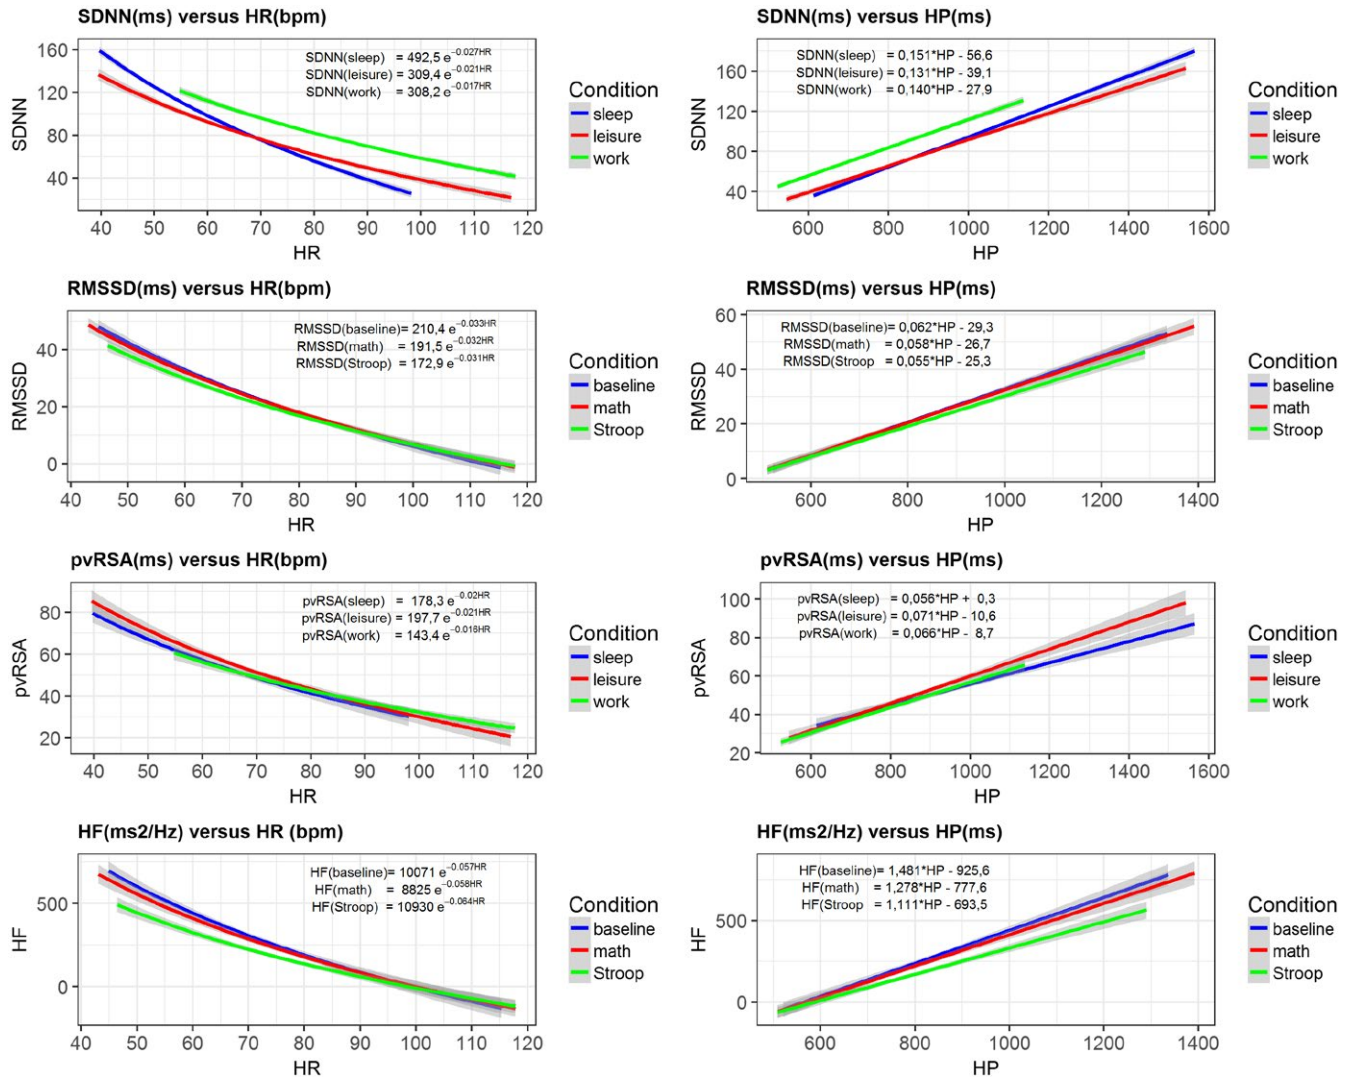 SDNN(ms) versus HR(bpm)
SDNN(sleep) = 492,5 e^−0.027HR
SDNN(leisure) = 309,4 e^−0.021HR
SDNN(work) = 308,2 e^−0.017HR
160
120
80
40
SDNN
40 50 60 70 80 90 100 110 120
HR
Condition
sleep
leisure
work
SDNN(ms) versus HP(ms)
SDNN(sleep) = 0,151*HP - 56,6
SDNN(leisure) = 0,131*HP - 39,1
SDNN(work) = 0,140*HP - 27,9
160
120
80
40
SDNN
600 800 1000 1200 1400 1600
HP
Condition
sleep
leisure
work
RMSSD(ms) versus HR(bpm)
RMSSD(baseline)= 210,4 e^−0.033HR
RMSSD(math) = 191,5 e^−0.032HR
RMSSD(Stroop) = 172,9 e^−0.031HR
40
20
0
RMSSD
40 50 60 70 80 90 100 110 120
HR
Condition
baseline
math
Stroop
RMSSD(ms) versus HP(ms)
RMSSD(baseline)= 0,062*HP - 29,3
RMSSD(math) = 0,058*HP - 26,7
RMSSD(Stroop = 0,055*HP - 25,3
60
40
20
0
RMSSD
600 800 1000 1200 1400
HP
Condition
baseline
math
Stroop
pvRSA(ms) versus HR(bpm)
pvRSA(sleep) = 178,3 e^−0.02HR
pvRSA(leisure) = 197,7 e^−0.021HR
pvRSA(work) = 143,4 e^−0.016HR
80
60
40
20
pvRSA
40 50 60 70 80 90 100 110 120
HR
Condition
sleep
leisure
work
pvRSA(ms) versus HP(ms)
pvRSA(sleep) = 0,056*HP + 0,3
pvRSA(leisure) = 0,071*HP - 10,6
pvRSA(work) = 0,066*HP - 8,7
100
80
60
40
20
pvRSA
600 800 1000 1200 1400 1600
HP
Condition
sleep
leisure
work
HF(ms2/Hz) versus HR (bpm)
HF(baseline)= 10071 e^−0.057HR
HF(math) = 8825 e^−0.058HR
HF(Stroop) = 10930 e^−0.064HR
500
0
HF
50 60 70 80 90 100 110 120
HR
Condition
baseline
math
Stroop
HF(ms2/Hz) versus HP(ms)
HF(baseline)= 1,481*HP - 925,6
HF(math) = 1,278*HP - 777,6
HF(Stroop = 1,111*HP - 693,5
500
0
HF
600 800 1000 1200 1400
HP
Condition
baseline
math
Stroop